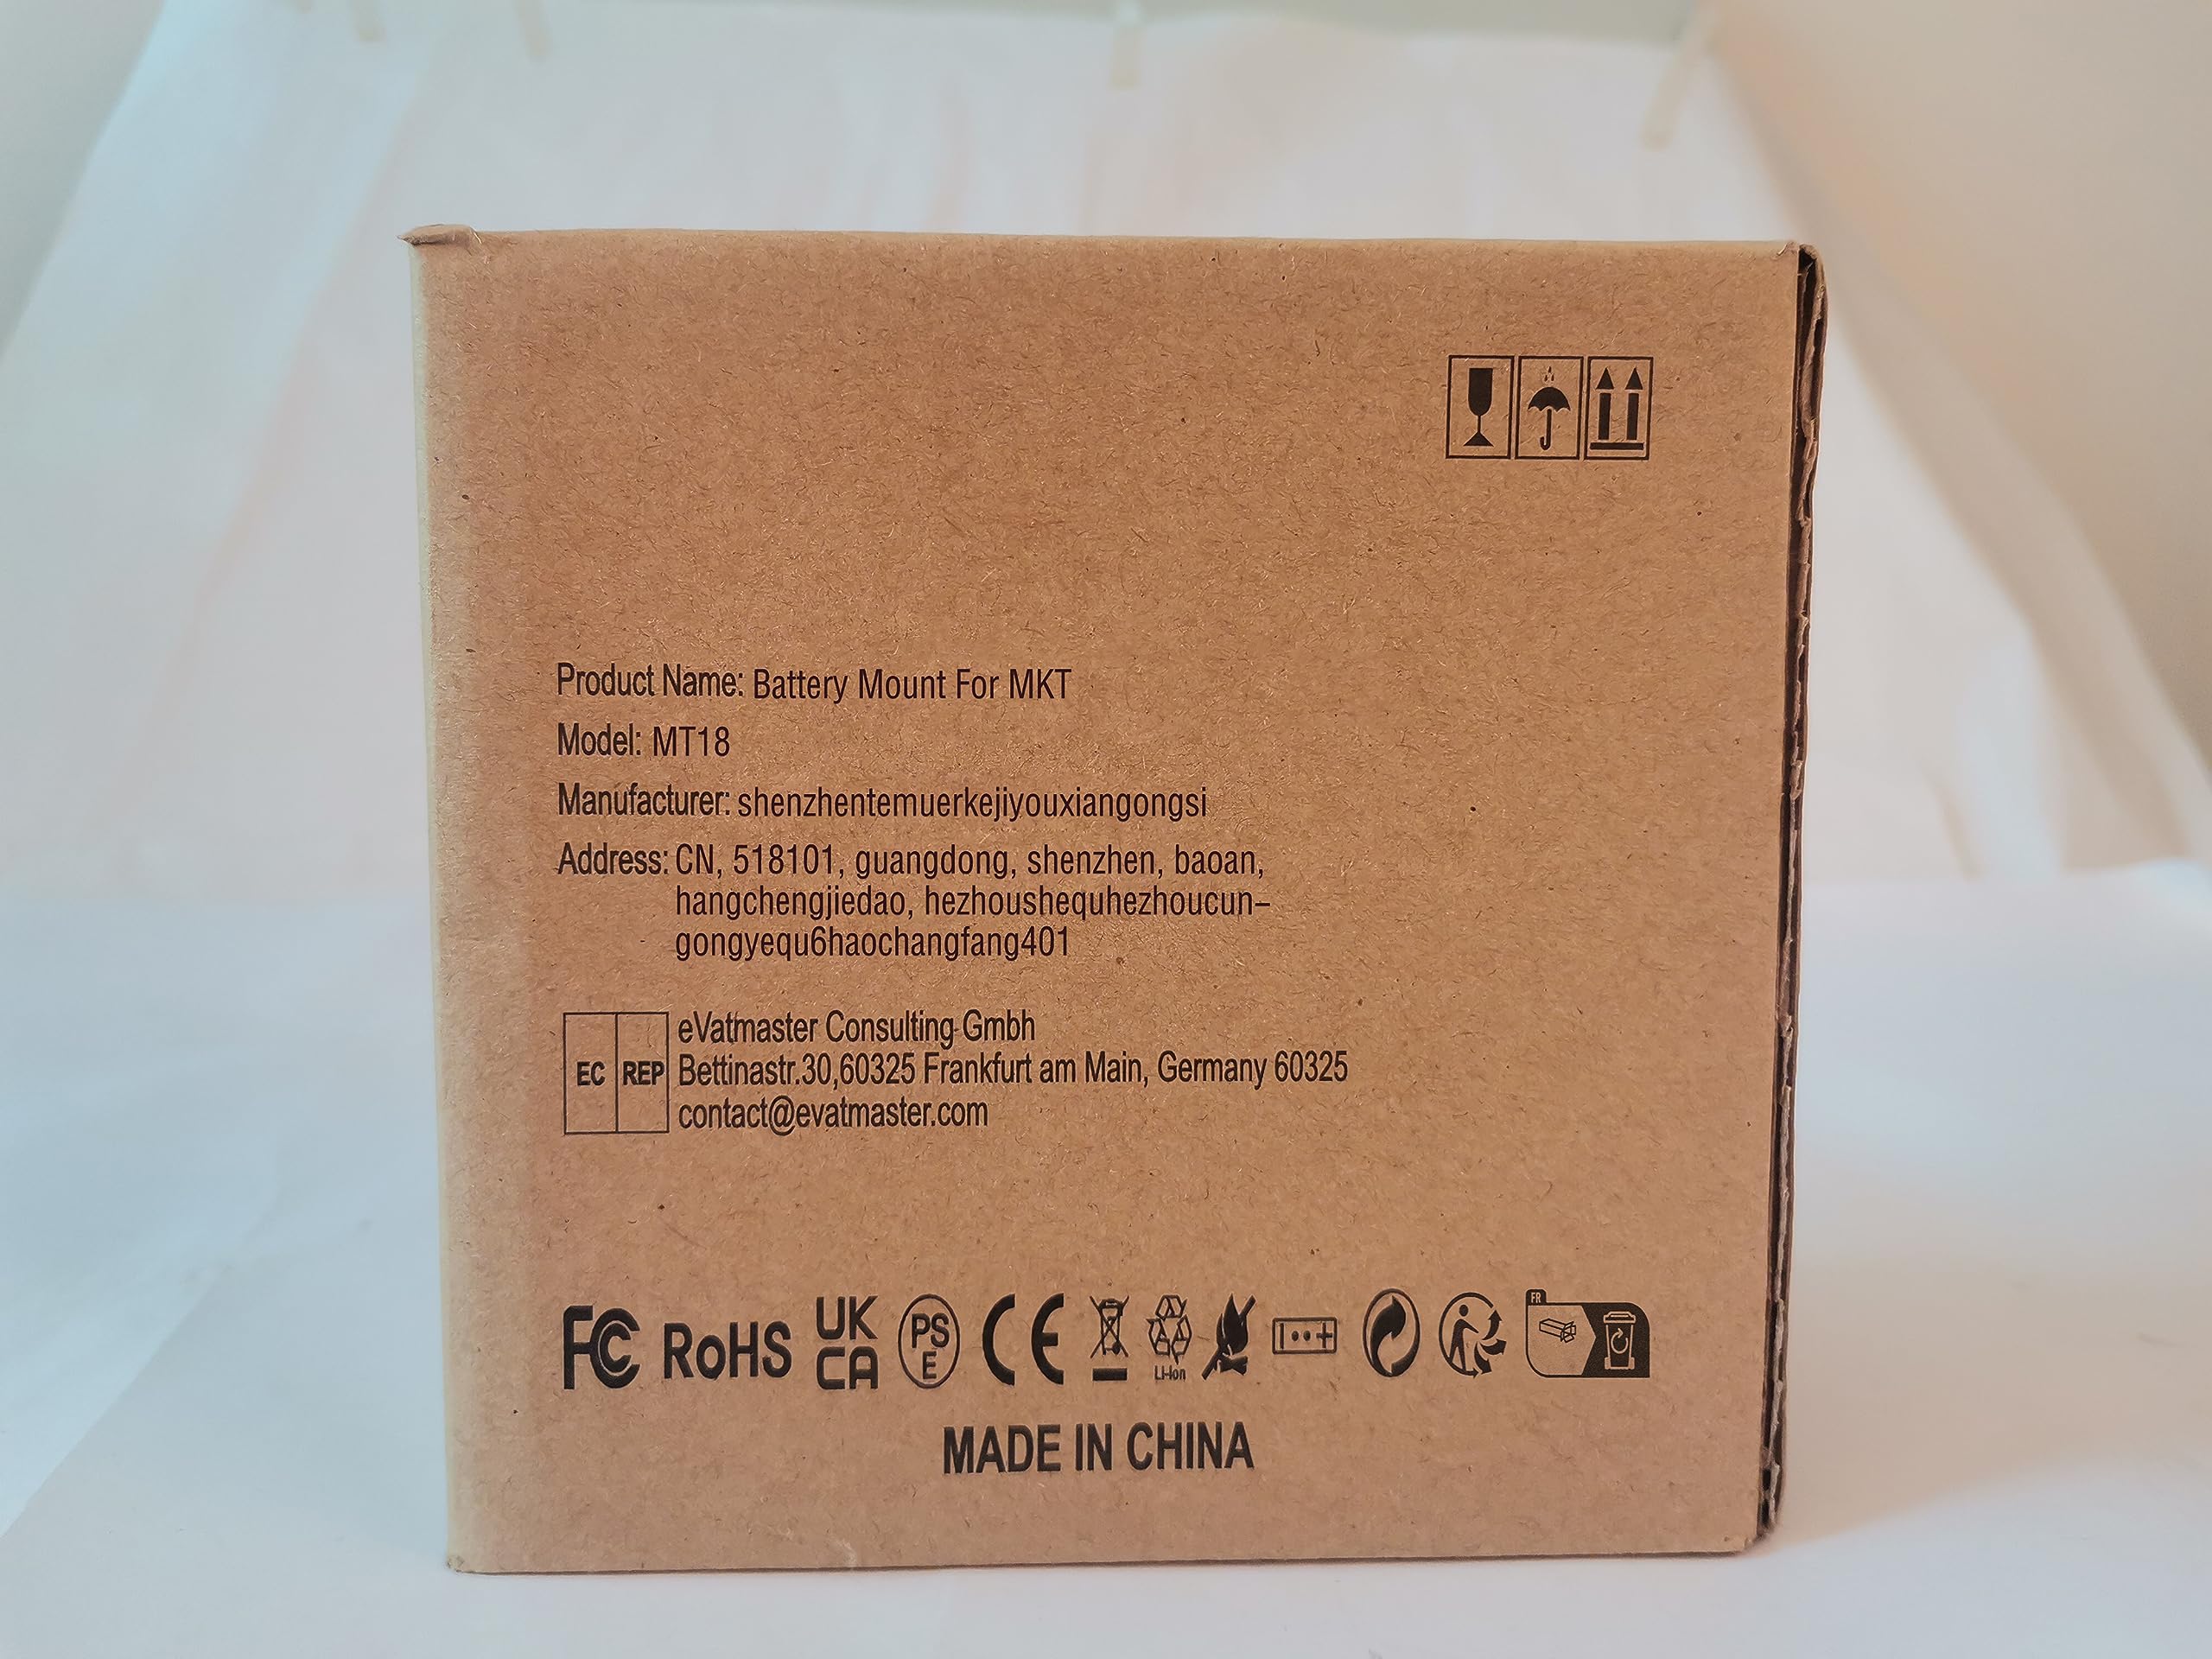 Product Name: Battery Mount For MKT
Model: MT18
Manufacturer: shenzhentemuerkejiyouxiangongsi
Address: CN, 518101, guangdong, shenzhen, baoan,
hangchengjiedao, hezhoushequhezhoucun-
gongyequ6haochangfang401
EC REP
eVatmaster Consulting Gmbh
Bettinastr.30,60325 Frankfurt am Main, Germany 60325
contact@evatmaster.com
FC RoHS UK CA PS E CE Li-Ion FR
MADE IN CHINA